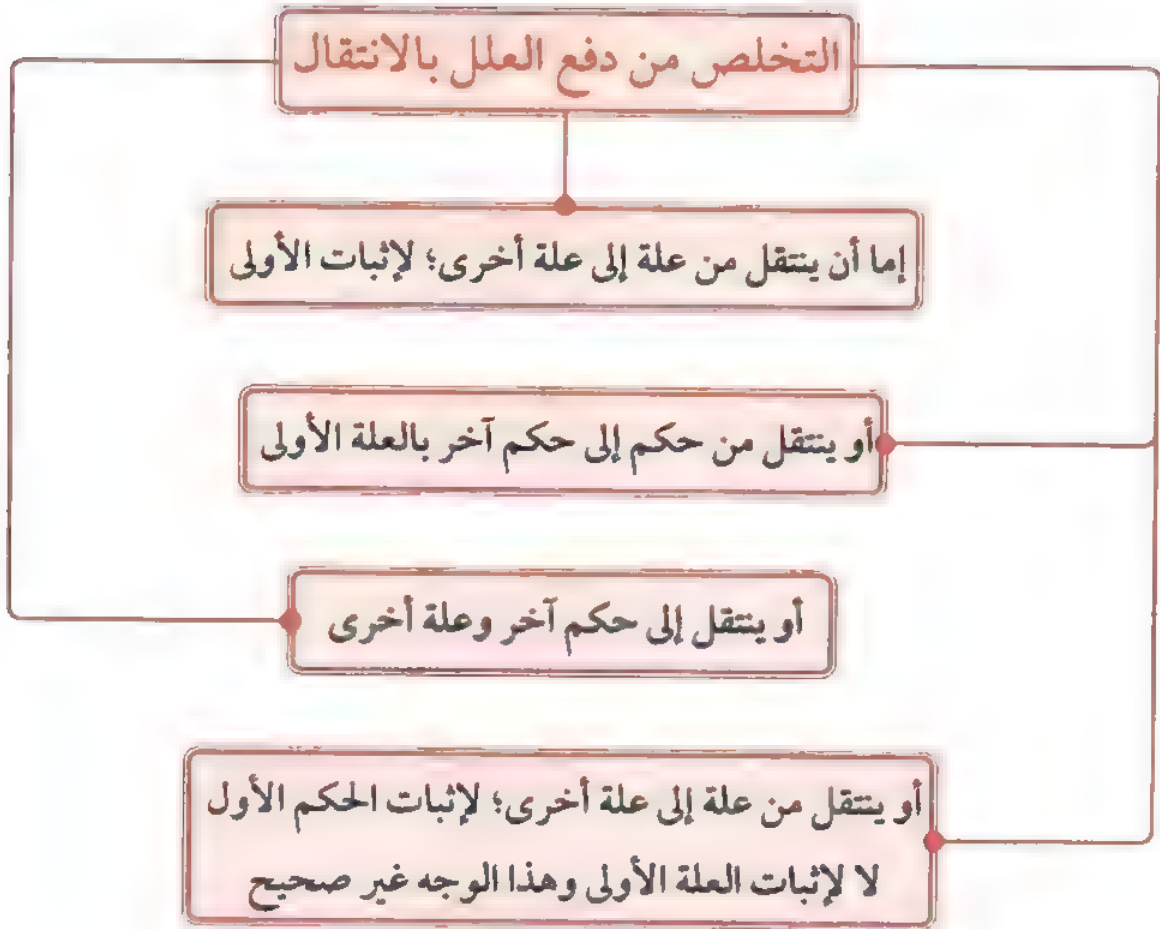 التخلص من دفع العلل بالانتقال
إما أن ينتقل من علة إلى علة أخرى؛ لإثبات الأولى
أو ينتقل من حكم إلى حكم آخر بالعلة الأولى
أو ينتقل إلى حكم آخر وعلة أخرى
أو ينتقل من علة إلى علة أخرى؛ لإثبات الحكم الأول
لا لإثبات العلة الأولى وهذا الوجه غير صحيح